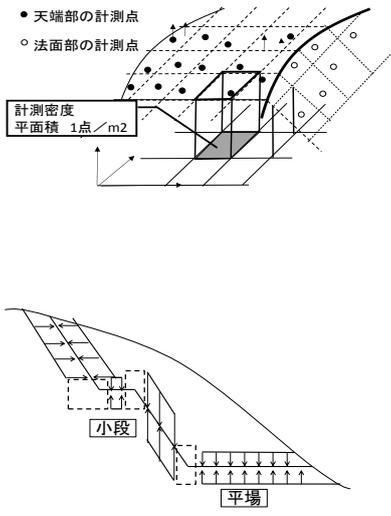 ● 天端部の計測点
○ 法面部の計測点
計測密度
平面積 1点／m2
小段
平場